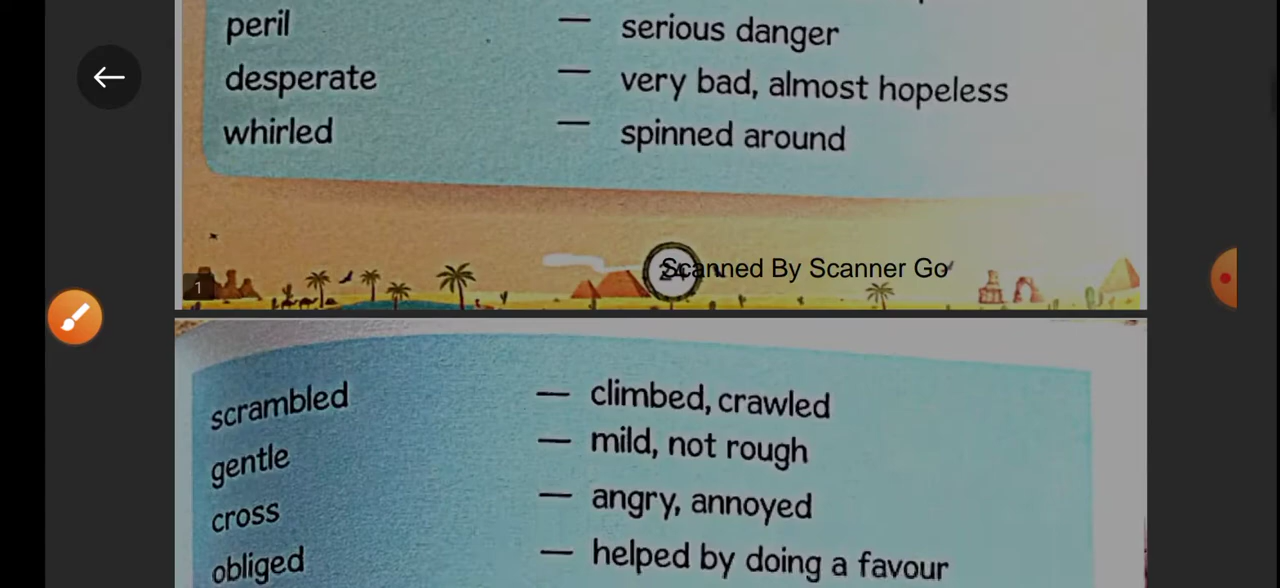 peril — serious danger
desperate — very bad, almost hopeless
whirled — spinned around
Scanned By Scanner Go
1
scrambled — climbed, crawled
gentle — mild, not rough
cross — angry, annoyed
obliged — helped by doing a favour